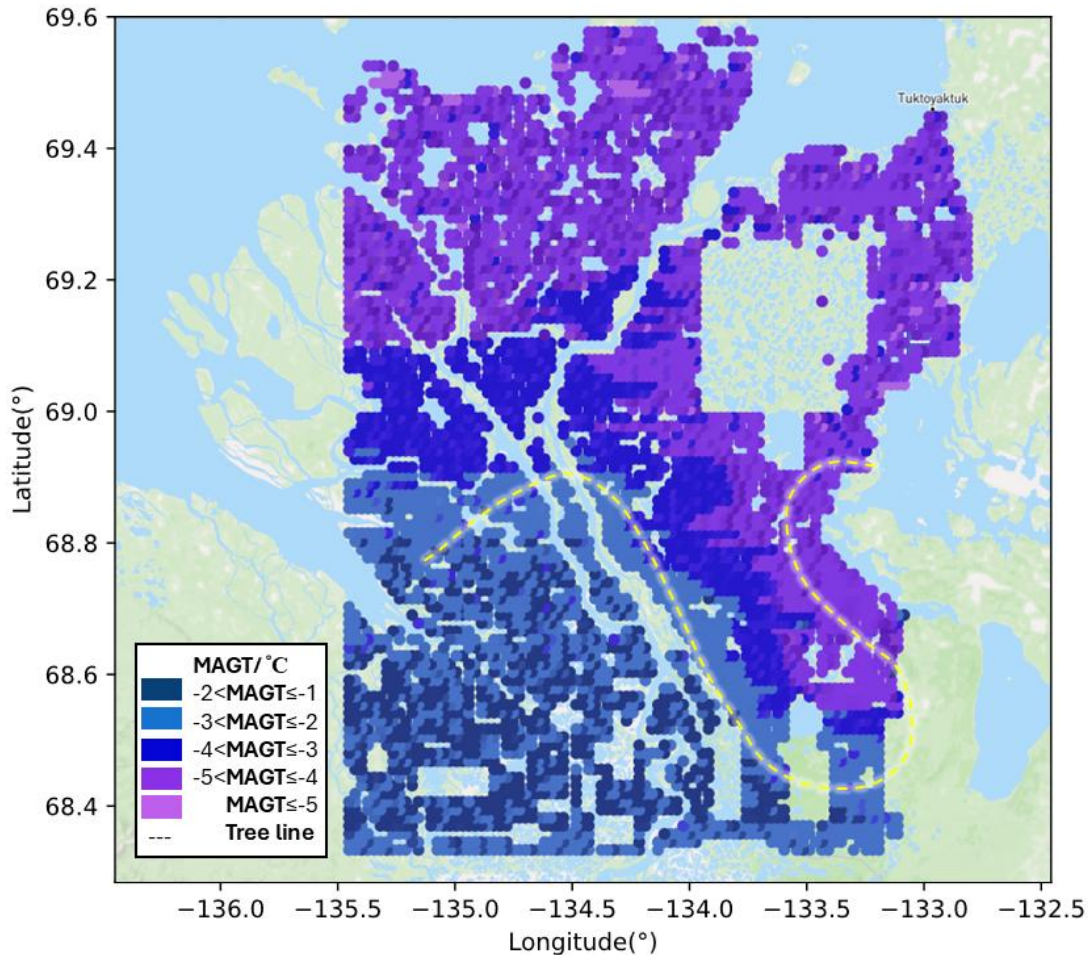 69.6
69.4
69.2
69.0
68.8
68.6
68.4
Latitude(°)
Tuktoyaktuk
MAGT/℃
-2<MAGT≤-1
-3<MAGT≤-2
-4<MAGT≤-3
-5<MAGT≤-4
MAGT≤-5
--- Tree line
−136.0 −135.5 −135.0 −134.5 −134.0 −133.5 −133.0 −132.5
Longitude(°)